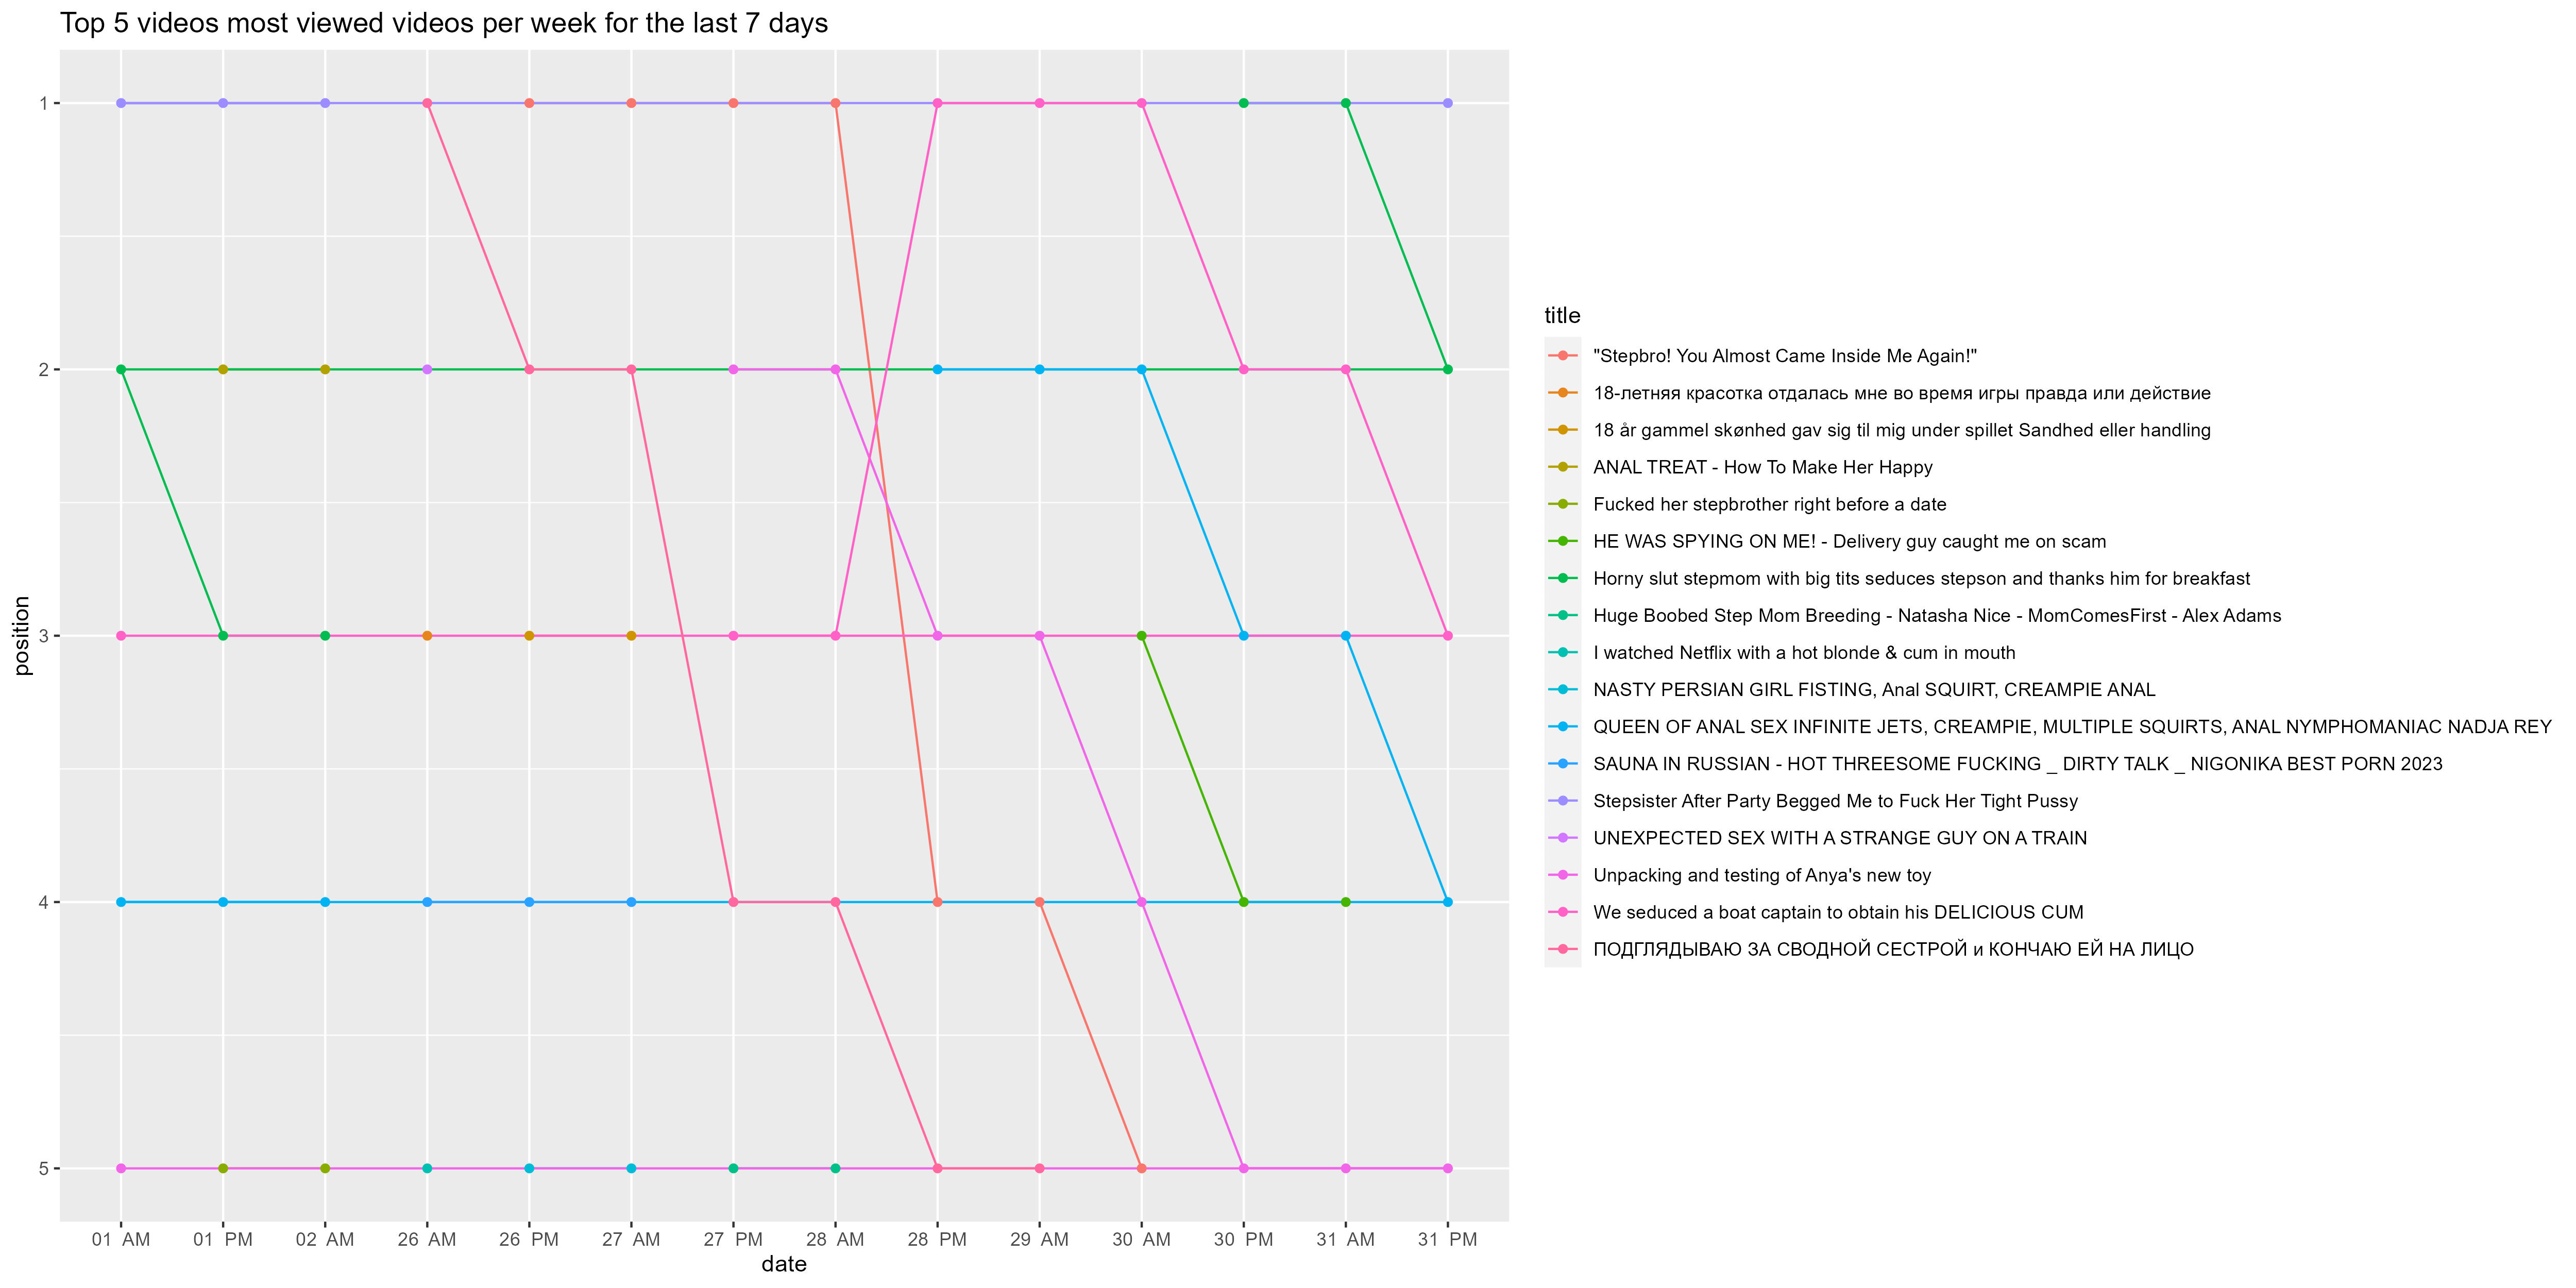 Top 5 videos most viewed videos per week for the last 7 days
position
1
2
3
4
5
01 AM
01 PM
02 AM
26 AM
26 PM
27 AM
27 PM
28 AM
28 PM
29 AM
30 AM
30 PM
31 AM
31 PM
date
title
"Stepbro! You Almost Came Inside Me Again!"
18-летняя красотка отдалась мне во время игры правда или действие
18 år gammel skønhed gav sig til mig under spillet Sandhed eller handling
ANAL TREAT - How To Make Her Happy
Fucked her stepbrother right before a date
HE WAS SPYING ON ME! - Delivery guy caught me on scam
Horny slut stepmom with big tits seduces stepson and thanks him for breakfast
Huge Boobed Step Mom Breeding - Natasha Nice - MomComesFirst - Alex Adams
I watched Netflix with a hot blonde & cum in mouth
NASTY PERSIAN GIRL FISTING, Anal SQUIRT, CREAMPIE ANAL
QUEEN OF ANAL SEX INFINITE JETS, CREAMPIE, MULTIPLE SQUIRTS, ANAL NYMPHOMANIAC NADJA REY
SAUNA IN RUSSIAN - HOT THREESOME FUCKING _ DIRTY TALK _ NIGONIKA BEST PORN 2023
Stepsister After Party Begged Me to Fuck Her Tight Pussy
UNEXPECTED SEX WITH A STRANGE GUY ON A TRAIN
Unpacking and testing of Anya's new toy
We seduced a boat captain to obtain his DELICIOUS CUM
ПОДГЛЯДЫВАЮ ЗА СВОДНОЙ СЕСТРОЙ и КОНЧАЮ ЕЙ НА ЛИЦО